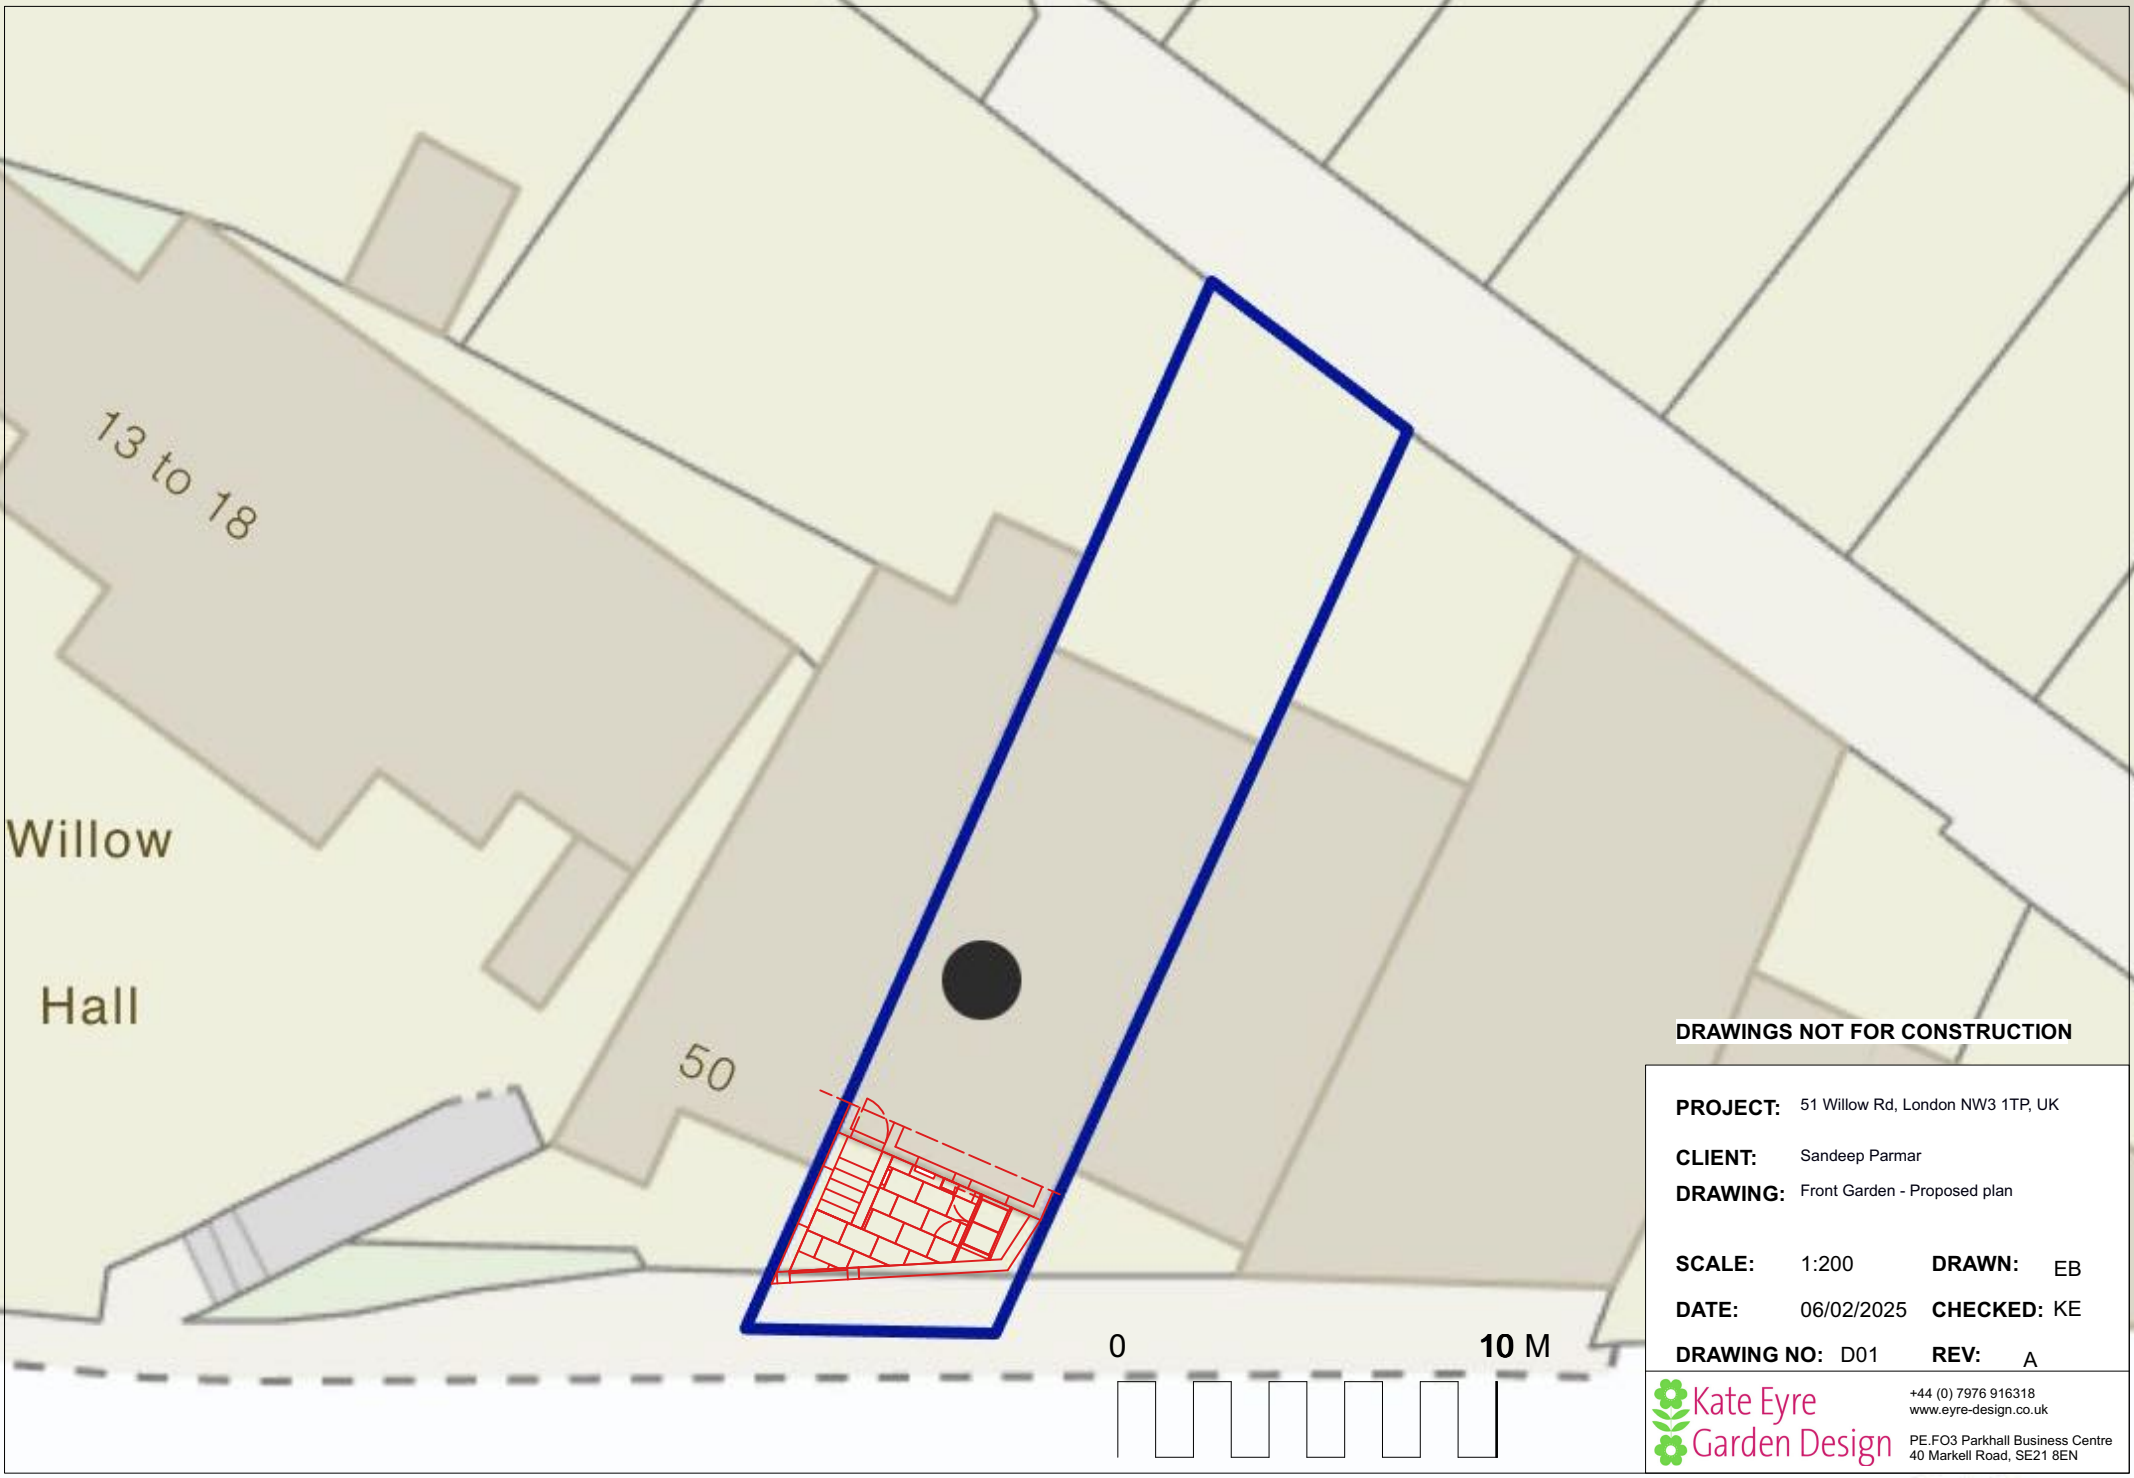 13 to 18
Willow
Hall
50
0
10 M
DRAWINGS NOT FOR CONSTRUCTION
PROJECT: 51 Willow Rd, London NW3 1TP, UK
CLIENT: Sandeep Parmar
DRAWING: Front Garden - Proposed plan
SCALE: 1:200 DRAWN: EB
DATE: 06/02/2025 CHECKED: KE
DRAWING NO: D01 REV: A
Kate Eyre
Garden Design
+44 (0) 7976 916318
www.eyre-design.co.uk
PE.FO3 Parkhall Business Centre
40 Markell Road, SE21 8EN